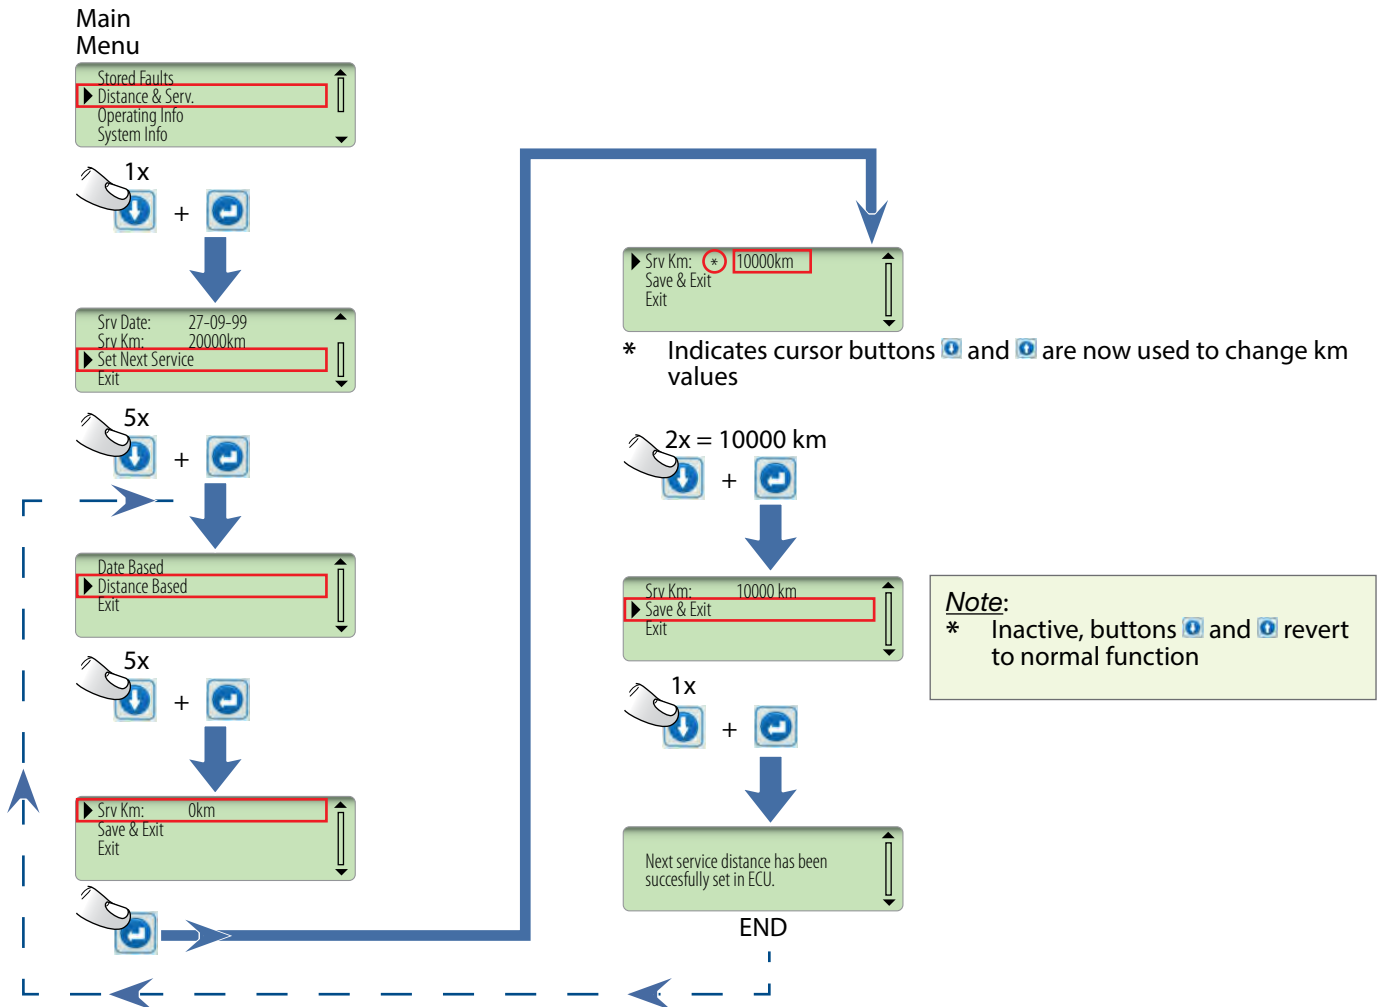 Main
Menu
Stored Faults
Distance & Serv.
Operating Info
System Info
1x
+
Srv Date: 27-09-99
Srv Km: 20000km
Set Next Service
Exit
5x
+
Date Based
Distance Based
Exit
5x
+
Srv Km: 0km
Save & Exit
Exit
Srv Km: * 10000km
Save & Exit
Exit
* Indicates cursor buttons and are now used to change km
values
2x = 10000 km
+
Srv Km: 10000 km
Save & Exit
Exit
1x
+
Next service distance has been
succesfully set in ECU.
END
Note:
* Inactive, buttons and revert
to normal function